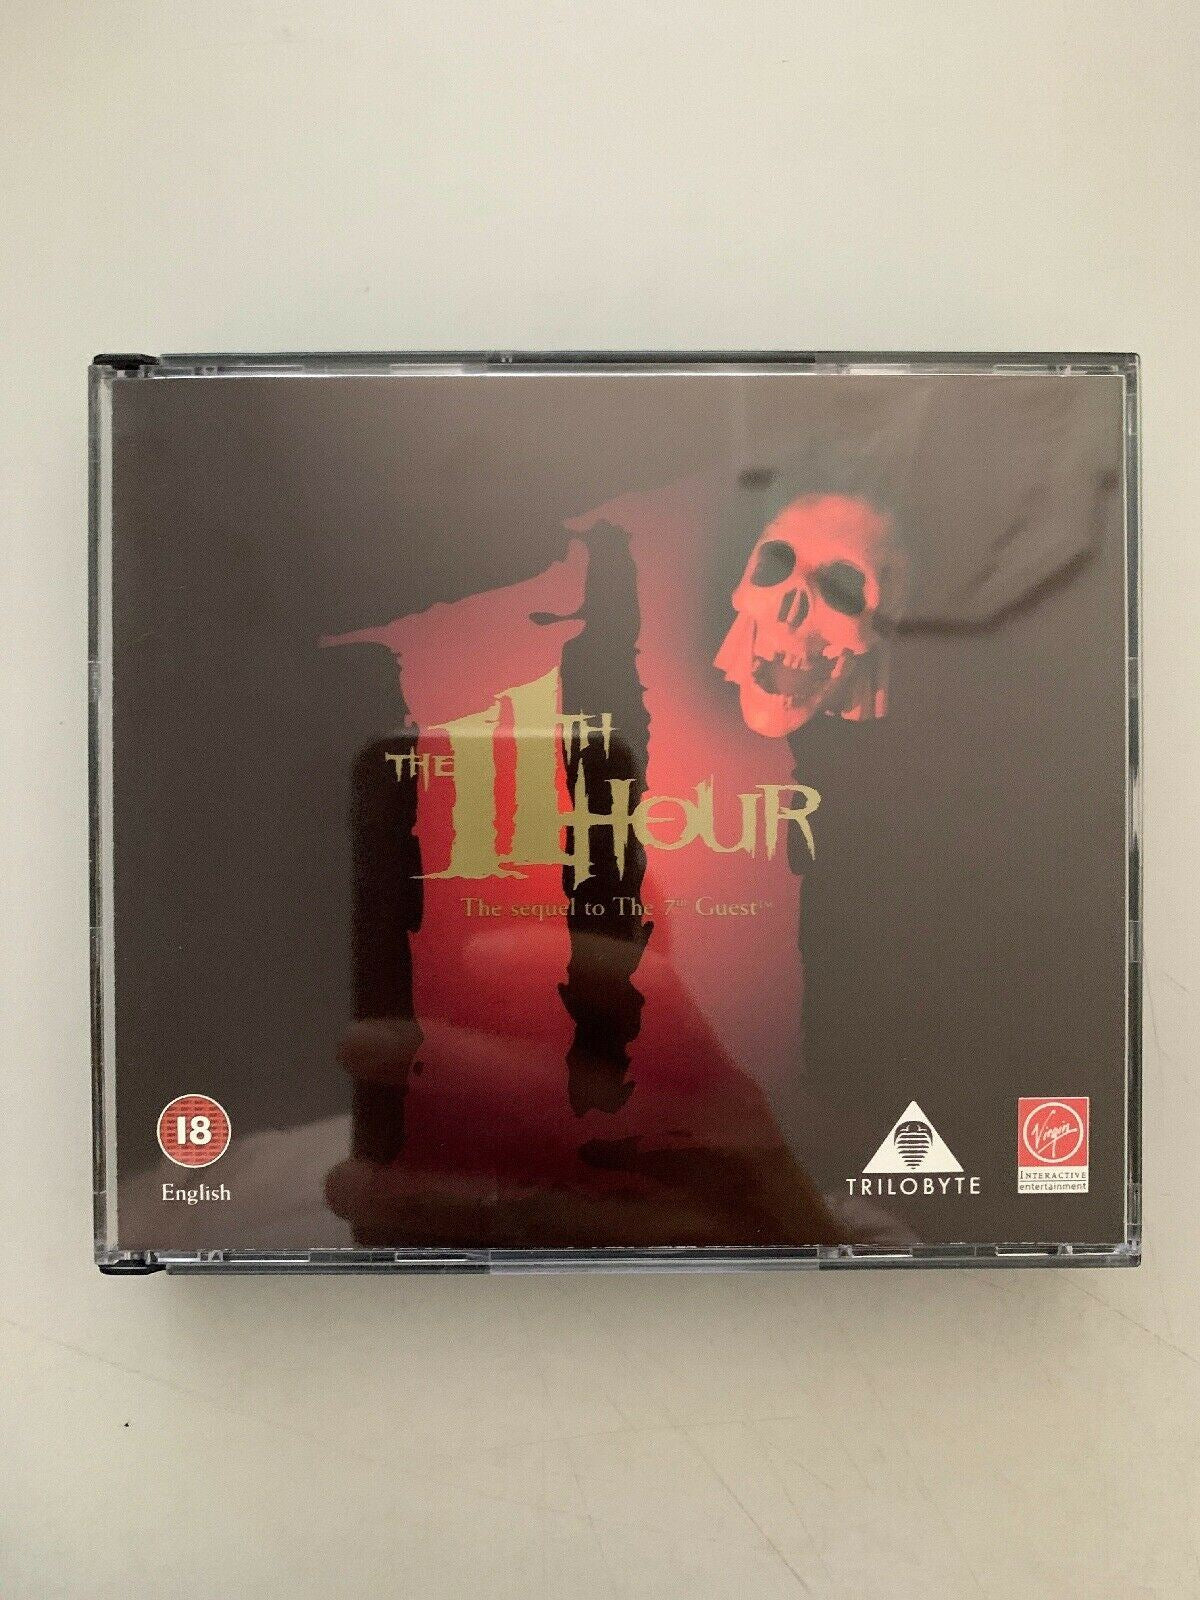 THE 11TH HOUR
The sequel to The 7th Guest™
18
English
TRILOBYTE
Virgin
INTERACTIVE
entertainment